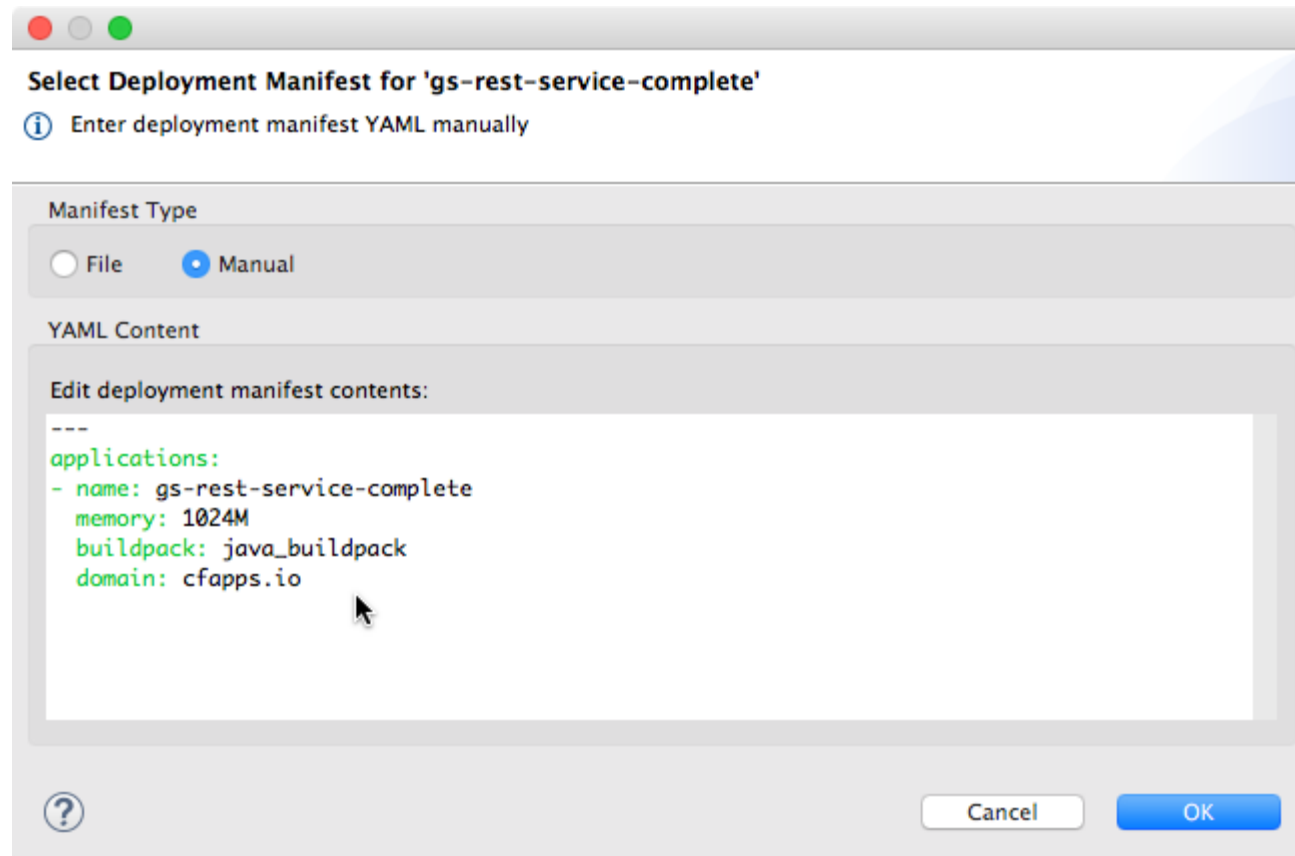 Select Deployment Manifest for 'gs-rest-service-complete'
Enter deployment manifest YAML manually
Manifest Type
File Manual
YAML Content
Edit deployment manifest contents:
---
applications:
- name: gs-rest-service-complete
  memory: 1024M
  buildpack: java_buildpack
  domain: cfapps.io
? Cancel OK